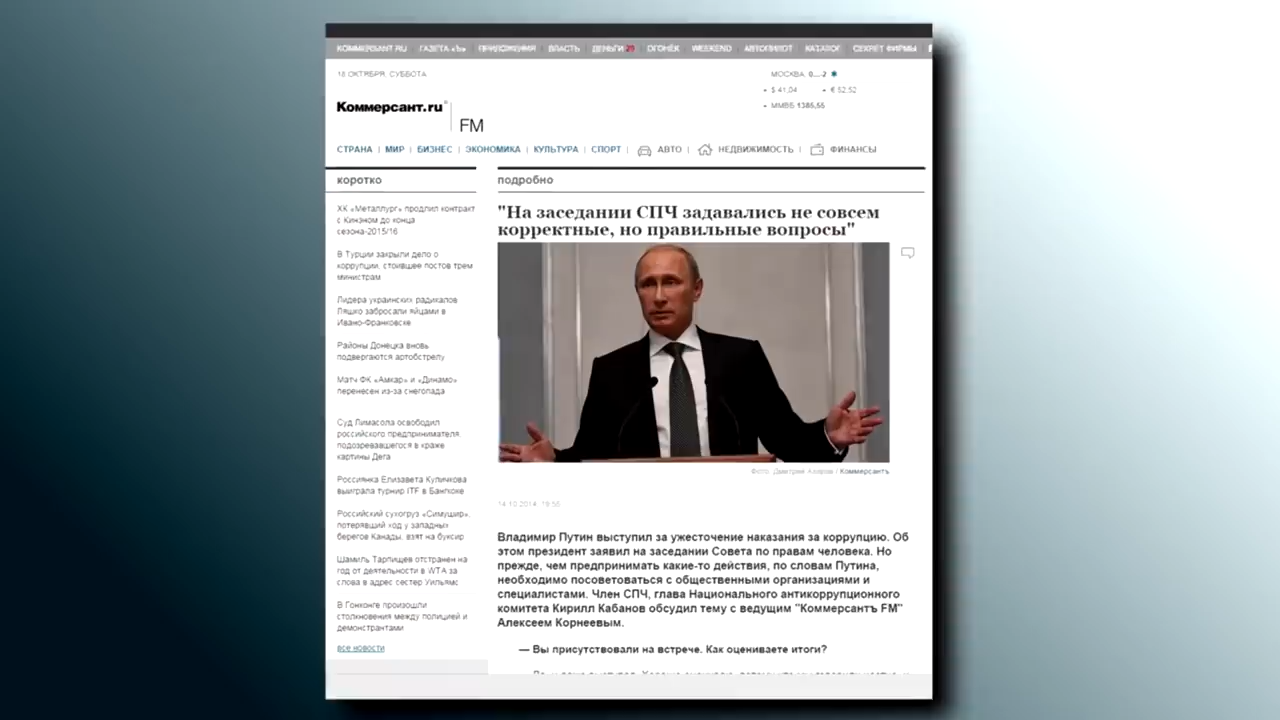 КОММЕРСАНТ.RU ГАЗЕТА «Ъ» ПРИЛОЖЕНИЯ ВЛАСТЬ ДЕНЬГИ 20 ОГОНЁК WEEKEND АВТОПИЛОТ КАТАЛОГ СЕКРЕТ ФИРМЫ
18 ОКТЯБРЯ, СУББОТА
МОСКВА: 0...-2
$ 41,04 € 52,52
ММВБ 1386,56
Коммерсант.ru
FM
СТРАНА | МИР | БИЗНЕС | ЭКОНОМИКА | КУЛЬТУРА | СПОРТ | АВТО | НЕДВИЖИМОСТЬ | ФИНАНСЫ
коротко
ХК «Металлург» продлил контракт
с Кинэном до конца
сезона-2015/16
В Турции закрыли дело о
коррупции, стоившее постов трем
министрам
Лидера украинских радикалов
Ляшко забросали яйцами в
Ивано-Франковске
Районы Донецка вновь
подвергаются артобстрелу
Матч ФК «Амкар» и «Динамо»
перенесен из-за снегопада
Суд Лимасола освободил
российского предпринимателя,
подозревавшегося в краже
картины Дега
Россиянка Елизавета Куличкова
выиграла турнир ITF в Бангкоке
Российский сухогруз «Симушир»,
потерявший ход у западных
берегов Канады, взят на буксир
Шамиль Тарпищев отстранен на
год от деятельности в WTA за
слова в адрес сестер Уильямс
В Гонконге произошли
столкновения между полицией и
демонстрантами
все новости
подробно
"На заседании СПЧ задавались не совсем
корректные, но правильные вопросы"
Фото: Дмитрий Азаров / Коммерсантъ
14.10.2014, 19:56
Владимир Путин выступил за ужесточение наказания за коррупцию. Об
этом президент заявил на заседании Совета по правам человека. Но
прежде, чем предпринимать какие-то действия, по словам Путина,
необходимо посоветоваться с общественными организациями и
специалистами. Член СПЧ, глава Национального антикоррупционного
комитета Кирилл Кабанов обсудил тему с ведущим "Коммерсантъ FM"
Алексеем Корнеевым.
— Вы присутствовали на встрече. Как оцениваете итоги?